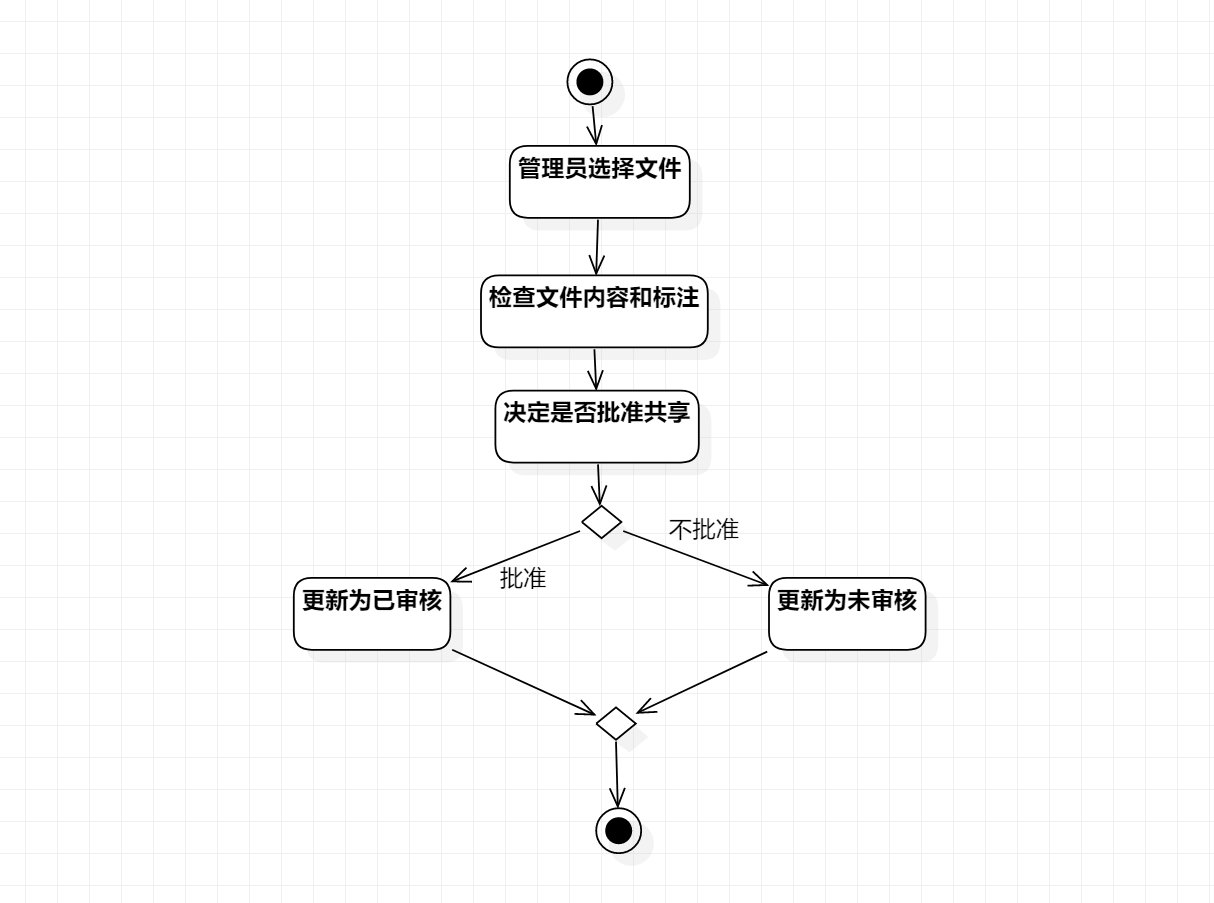 管理员选择文件
检查文件内容和标注
决定是否批准共享
不批准
批准
更新为已审核
更新为未审核